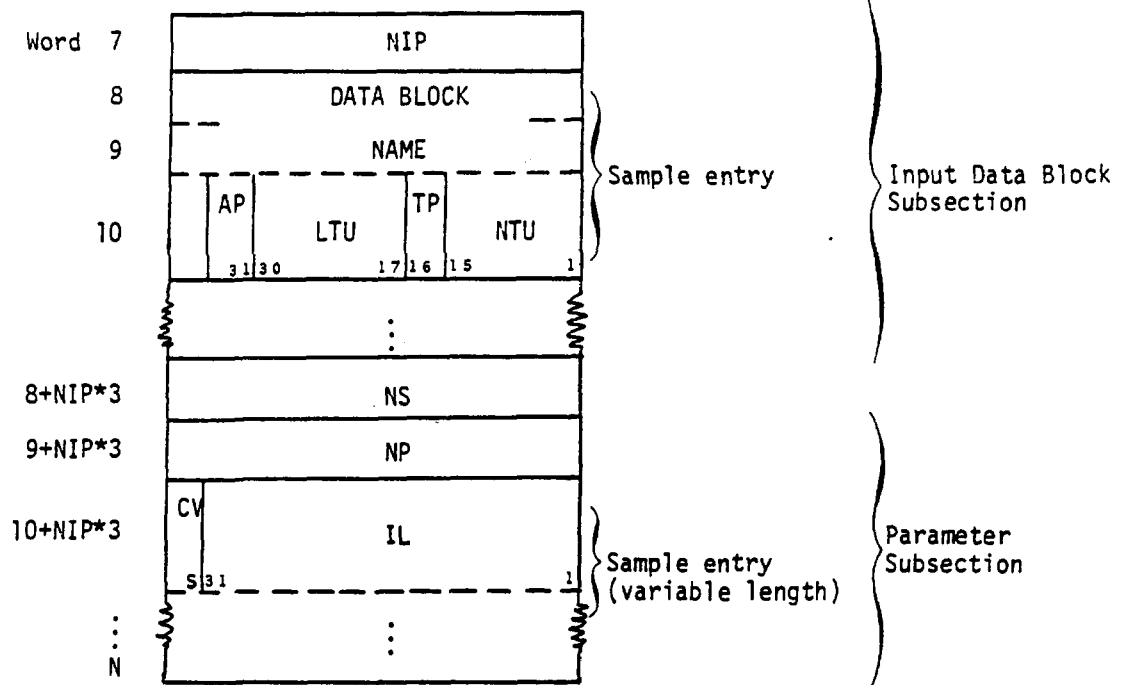 Word 7 NIP
8 DATA BLOCK
9 NAME
Sample entry
Input Data Block
Subsection
10 AP LTU TP NTU
31 30 17 16 15 1
⋮
8+NIP*3 NS
9+NIP*3 NP
10+NIP*3 CV IL
S 31 1
Sample entry
(variable length)
Parameter
Subsection
⋮ ⋮
N